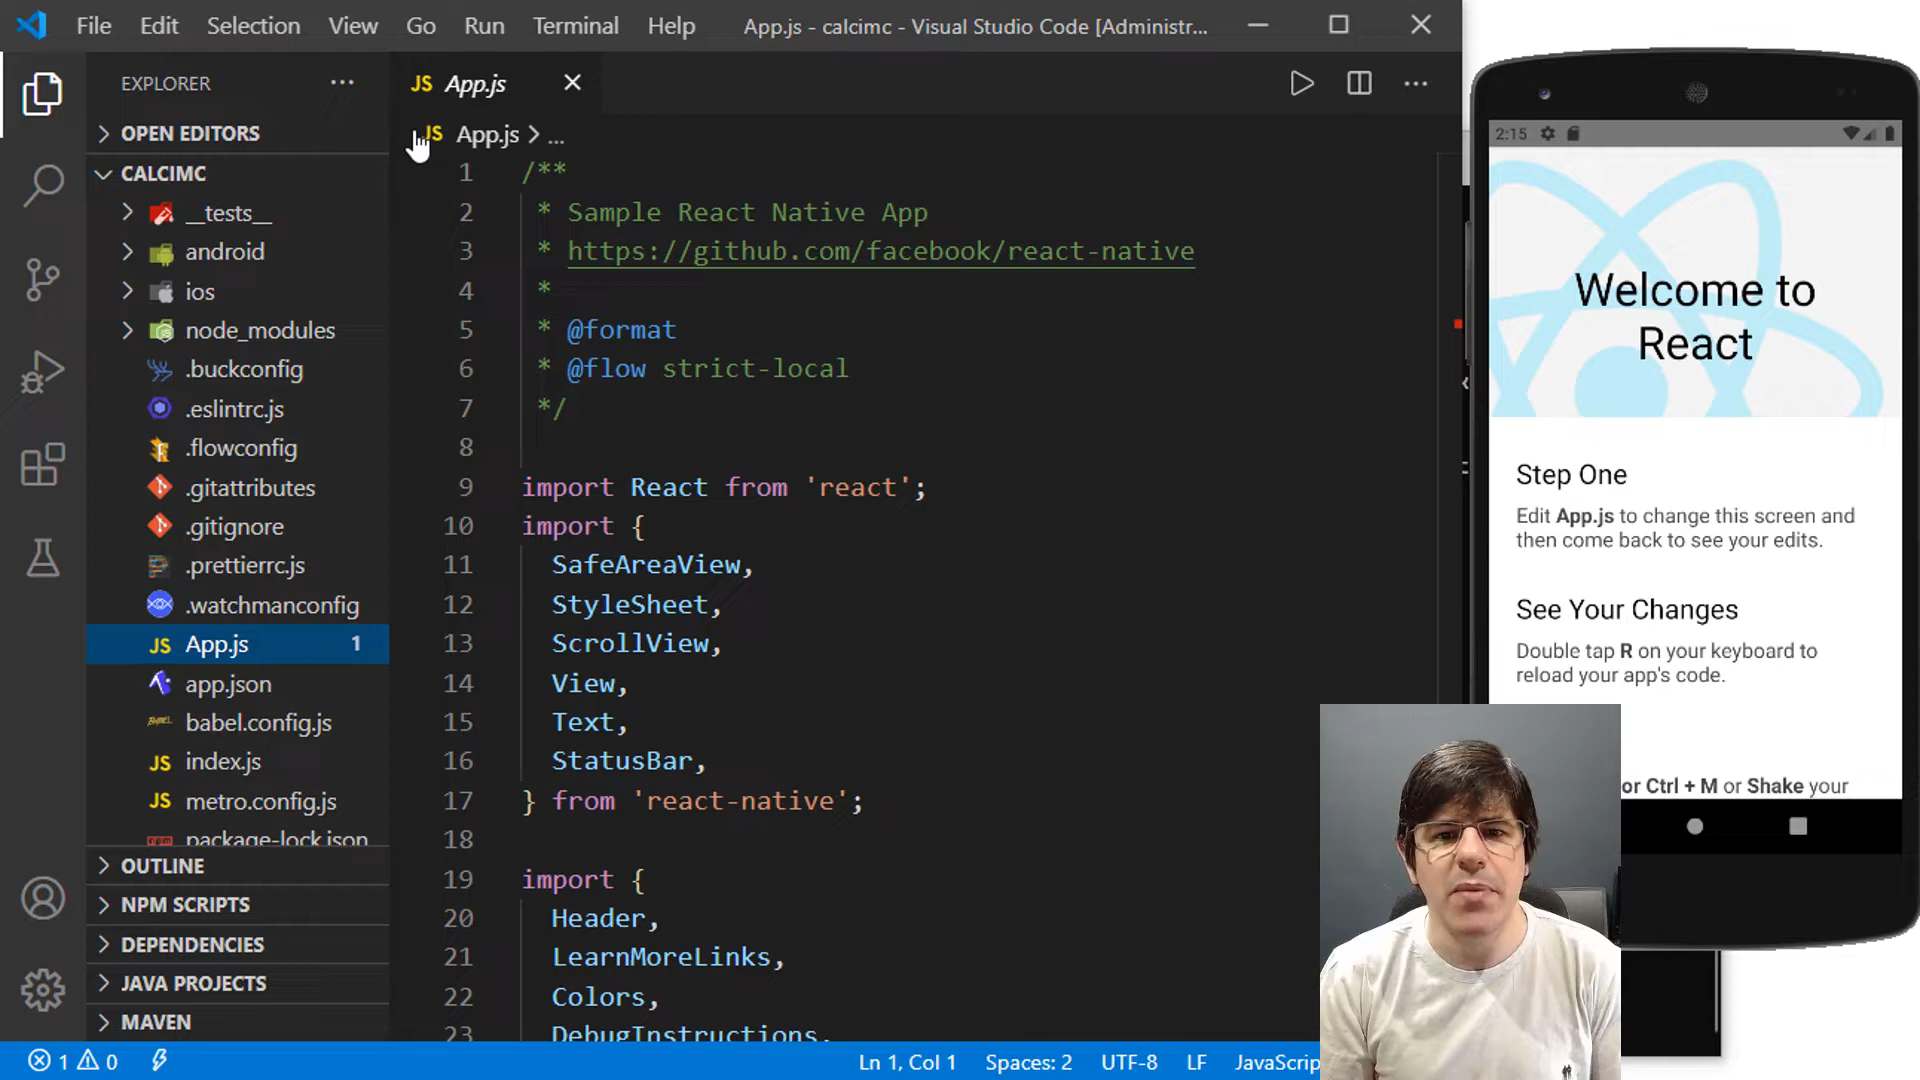 File Edit Selection View Go Run Terminal Help App.js - calcimc - Visual Studio Code [Administr...
EXPLORER
OPEN EDITORS
CALCIMC
__tests__
android
ios
node_modules
.buckconfig
.eslintrc.js
.flowconfig
.gitattributes
.gitignore
.prettierrc.js
.watchmanconfig
JS App.js 1
app.json
babel.config.js
JS index.js
JS metro.config.js
package-lock.json
OUTLINE
NPM SCRIPTS
DEPENDENCIES
JAVA PROJECTS
MAVEN
JS App.js
JS App.js > ...
1 /**
2 * Sample React Native App
3 * https://github.com/facebook/react-native
4 *
5 * @format
6 * @flow strict-local
7 */
8
9 import React from 'react';
10 import {
11 SafeAreaView,
12 StyleSheet,
13 ScrollView,
14 View,
15 Text,
16 StatusBar,
17 } from 'react-native';
18
19 import {
20 Header,
21 LearnMoreLinks,
22 Colors,
23 DebugInstructions,
1 0 Ln 1, Col 1 Spaces: 2 UTF-8 LF JavaScrip
2:15
Welcome to
React
Step One
Edit App.js to change this screen and
then come back to see your edits.
See Your Changes
Double tap R on your keyboard to
reload your app's code.
or Ctrl + M or Shake your